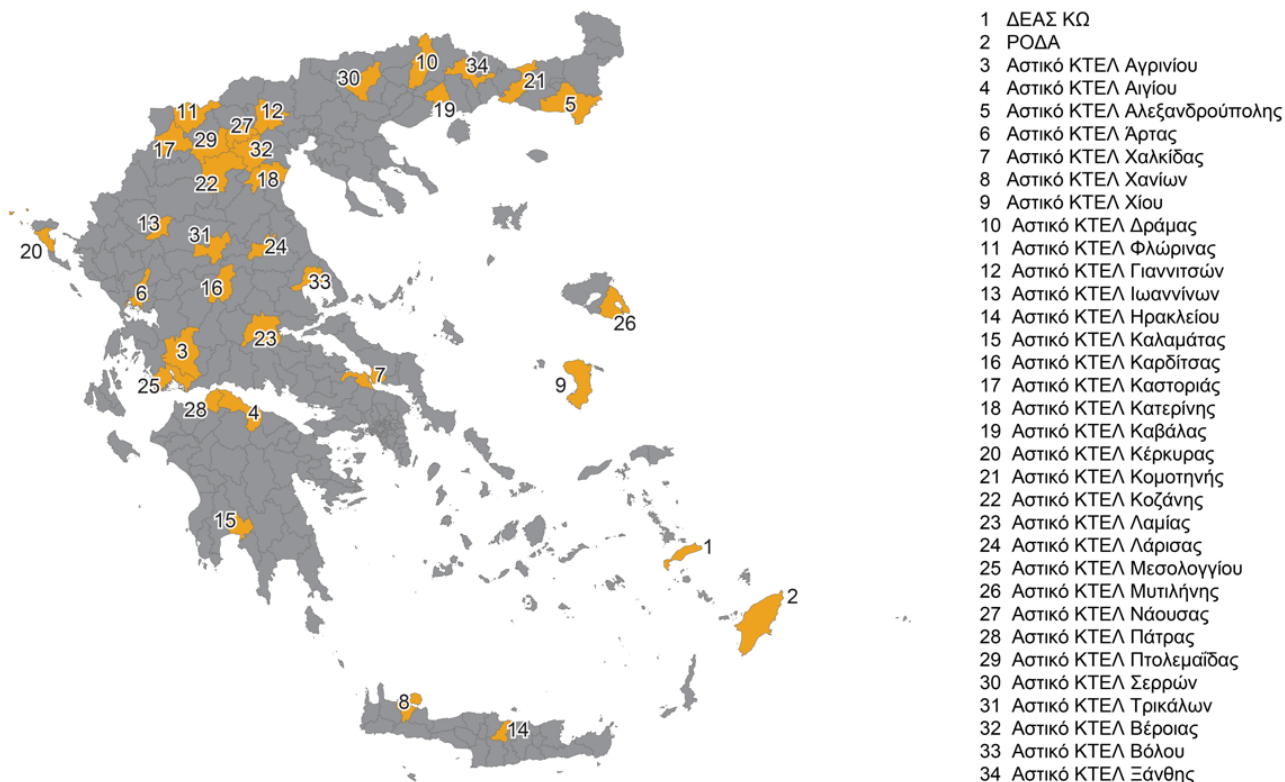 1 ΔΕΑΣ ΚΩ
2 ΡΟΔΑ
3 Αστικό ΚΤΕΛ Αγρινίου
4 Αστικό ΚΤΕΛ Αιγίου
5 Αστικό ΚΤΕΛ Αλεξανδρούπολης
6 Αστικό ΚΤΕΛ Άρτας
7 Αστικό ΚΤΕΛ Χαλκίδας
8 Αστικό ΚΤΕΛ Χανίων
9 Αστικό ΚΤΕΛ Χίου
10 Αστικό ΚΤΕΛ Δράμας
11 Αστικό ΚΤΕΛ Φλώρινας
12 Αστικό ΚΤΕΛ Γιαννιτσών
13 Αστικό ΚΤΕΛ Ιωαννίνων
14 Αστικό ΚΤΕΛ Ηρακλείου
15 Αστικό ΚΤΕΛ Καλαμάτας
16 Αστικό ΚΤΕΛ Καρδίτσας
17 Αστικό ΚΤΕΛ Καστοριάς
18 Αστικό ΚΤΕΛ Κατερίνης
19 Αστικό ΚΤΕΛ Καβάλας
20 Αστικό ΚΤΕΛ Κέρκυρας
21 Αστικό ΚΤΕΛ Κομοτηνής
22 Αστικό ΚΤΕΛ Κοζάνης
23 Αστικό ΚΤΕΛ Λαμίας
24 Αστικό ΚΤΕΛ Λάρισας
25 Αστικό ΚΤΕΛ Μεσολογγίου
26 Αστικό ΚΤΕΛ Μυτιλήνης
27 Αστικό ΚΤΕΛ Νάουσας
28 Αστικό ΚΤΕΛ Πάτρας
29 Αστικό ΚΤΕΛ Πτολεμαΐδας
30 Αστικό ΚΤΕΛ Σερρών
31 Αστικό ΚΤΕΛ Τρικάλων
32 Αστικό ΚΤΕΛ Βέροιας
33 Αστικό ΚΤΕΛ Βόλου
34 Αστικό ΚΤΕΛ Ξάνθης
10
34
30
21
19
5
11
12
27
17
29
32
18
22
13
31
24
20
33
6
16
26
23
3
7
25
9
28
4
15
1
2
8
14